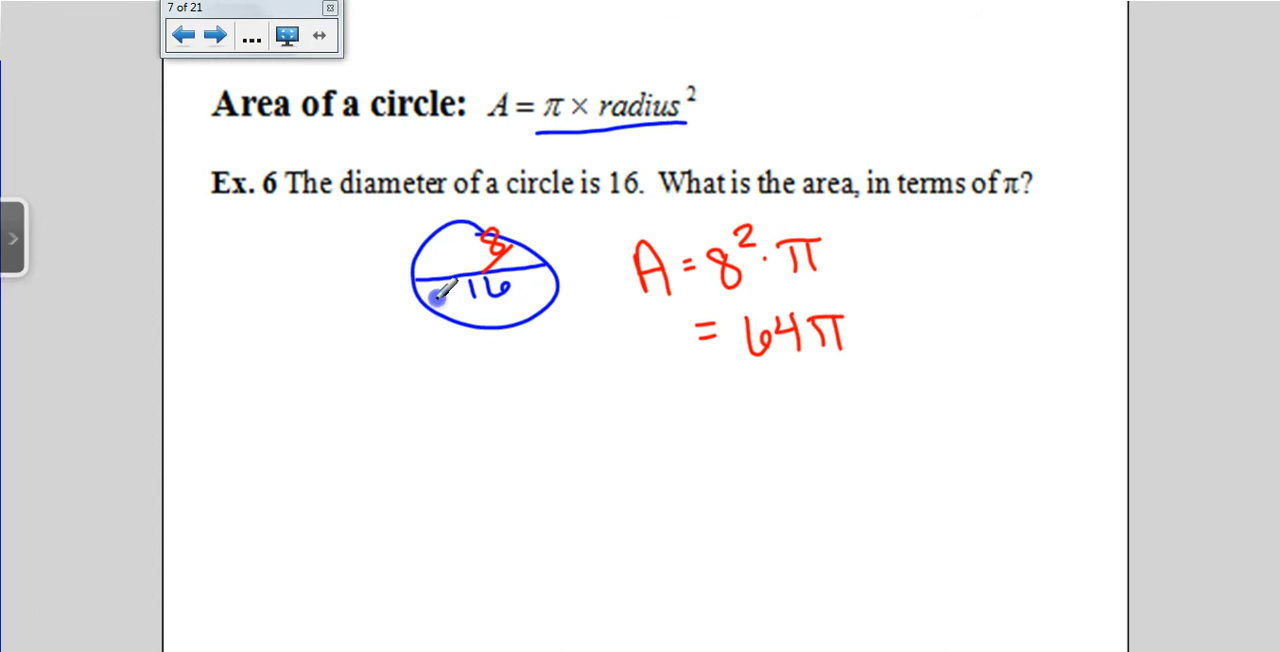 7 of 21
Area of a circle: A = π × radius²
Ex. 6 The diameter of a circle is 16. What is the area, in terms of π?
8
16
A = 8² · π
= 64π